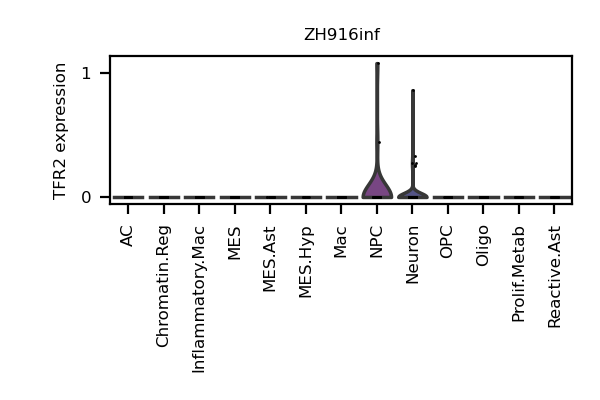 ZH916inf
TFR2 expression
1
0
AC
Chromatin.Reg
Inflammatory.Mac
MES
MES.Ast
MES.Hyp
Mac
NPC
Neuron
OPC
Oligo
Prolif.Metab
Reactive.Ast